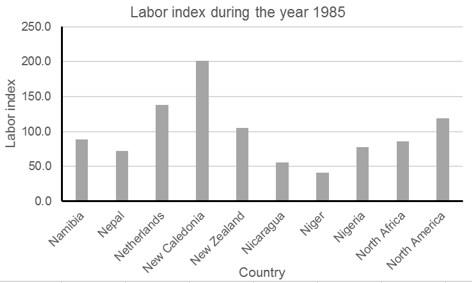 Labor index during the year 1985
250.0
200.0
150.0
100.0
50.0
0.0
Labor index
Namibia
Nepal
Netherlands
New Caledonia
New Zealand
Nicaragua
Niger
Nigeria
North Africa
North America
Country